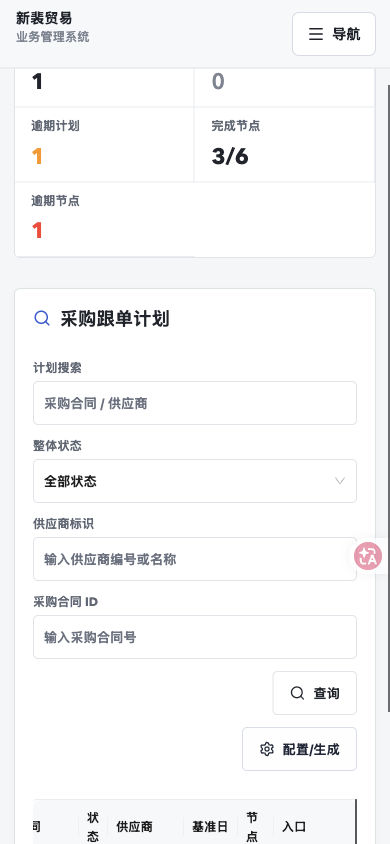 新裴贸易
业务管理系统
导航
1
0
逾期计划
完成节点
1
3/6
逾期节点
1
采购跟单计划
计划搜索
采购合同 / 供应商
整体状态
全部状态
供应商标识
输入供应商编号或名称
采购合同 ID
输入采购合同号
查询
配置/生成
状态
供应商
基准日
节点
入口